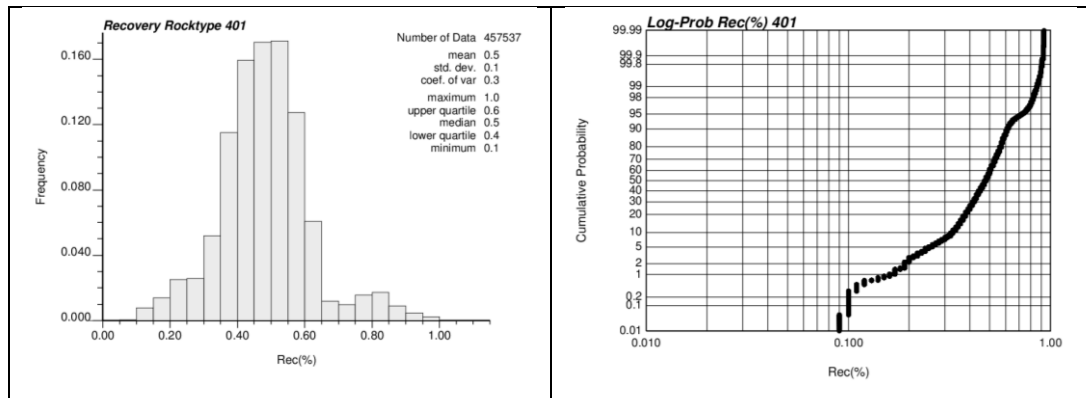 Recovery Rocktype 401
Number of Data 457537
mean 0.5
std. dev. 0.1
coef. of var 0.3
maximum 1.0
upper quartile 0.6
median 0.5
lower quartile 0.4
minimum 0.1
Frequency
0.160
0.120
0.080
0.040
0.000
0.00 0.20 0.40 0.60 0.80 1.00
Rec(%)
Log-Prob Rec(%) 401
Cumulative Probability
99.99
99.9
99.8
99
98
95
90
80
70
60
50
40
30
20
10
5
2
1
0.2
0.1
0.01
0.010 0.100 1.00
Rec(%)